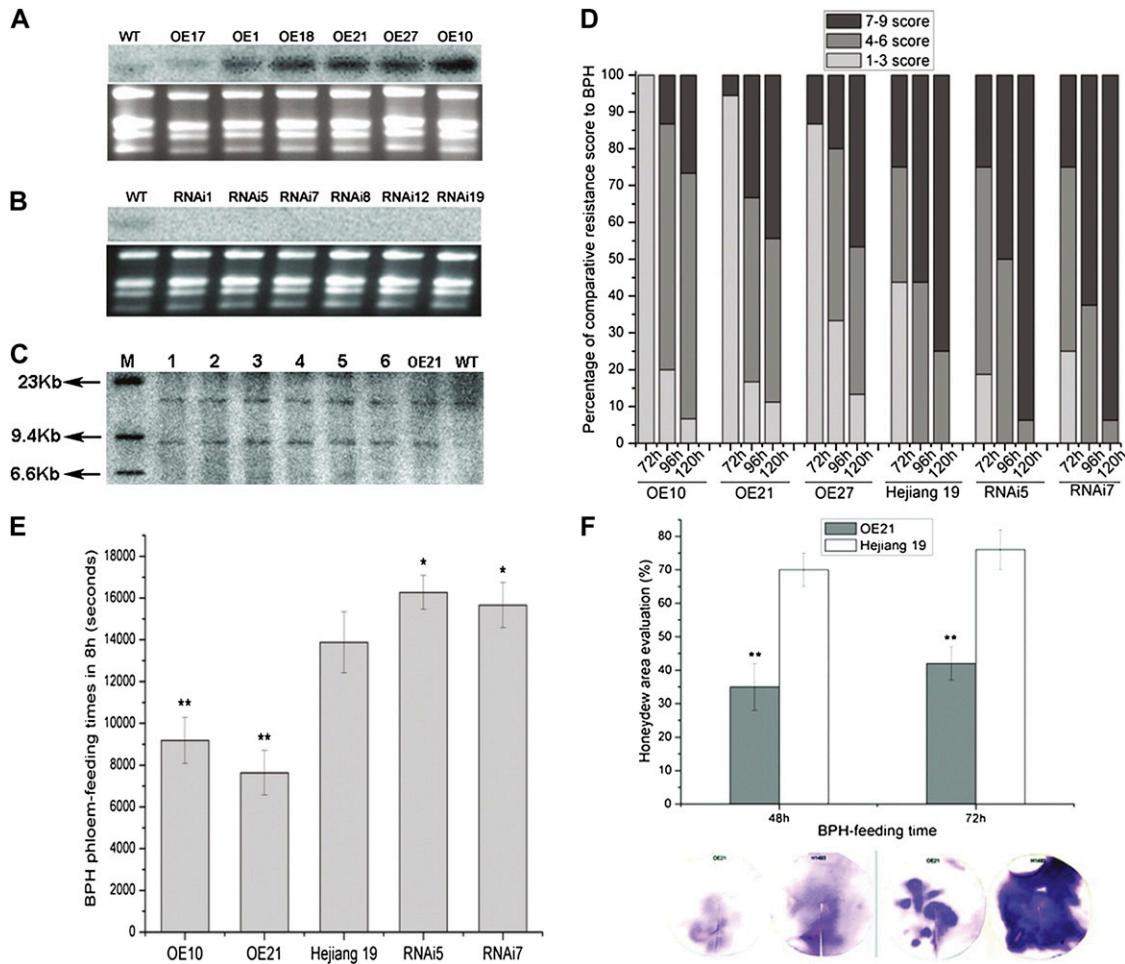 A
WT OE17 OE1 OE18 OE21 OE27 OE10
B
WT RNAi1 RNAi5 RNAi7 RNAi8 RNAi12 RNAi19
C
M 1 2 3 4 5 6 OE21 WT
23Kb
9.4Kb
6.6Kb
D
7-9 score
4-6 score
1-3 score
Percentage of comparative resistance score to BPH
100
90
80
70
60
50
40
30
20
10
0
72h 96h 120h 72h 96h 120h 72h 96h 120h 72h 96h 120h 72h 96h 120h 72h 96h 120h
OE10 OE21 OE27 Hejiang 19 RNAi5 RNAi7
E
BPH phloem-feeding times in 8h (seconds)
18000
16000
14000
12000
10000
8000
6000
4000
2000
0
** ** * *
OE10 OE21 Hejiang 19 RNAi5 RNAi7
F
OE21
Hejiang 19
Honeydew area evaluation (%)
80
70
60
50
40
30
20
10
0
** **
48h 72h
BPH-feeding time
OE21 OE21